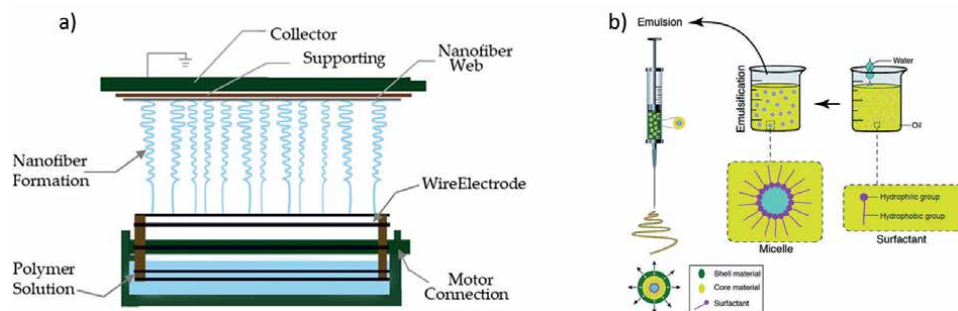 a)
Collector
Supporting
Nanofiber
Web
Nanofiber
Formation
WireElectrode
Polymer
Solution
Motor
Connection
b)
Emulsion
Water
Emulsification
Oil
Hydrophilic group
Hydrophobic group
Micelle
Surfactant
Shell material
Core material
Surfactant